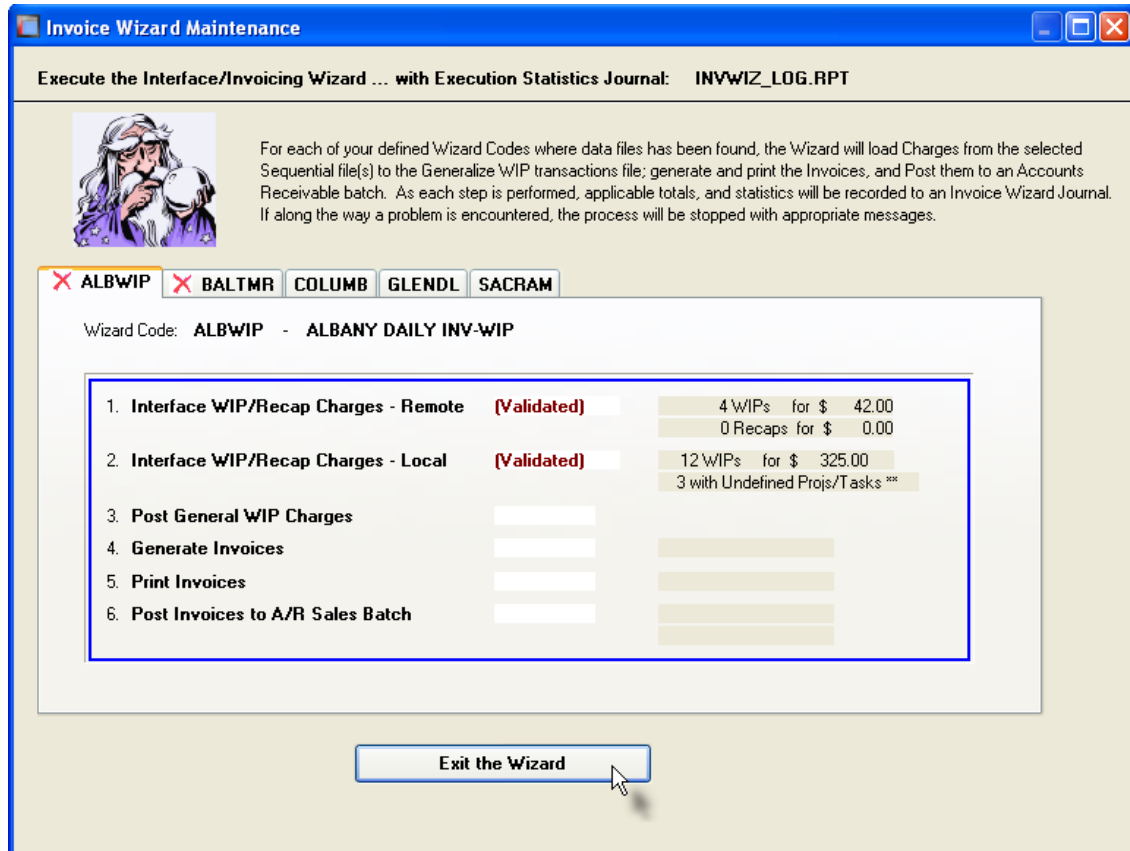 Invoice Wizard Maintenance
Execute the Interface/Invoicing Wizard ... with Execution Statistics Journal: INVWIZ_LOG.RPT
For each of your defined Wizard Codes where data files has been found, the Wizard will load Charges from the selected
Sequential file(s) to the Generalize WIP transactions file; generate and print the Invoices, and Post them to an Accounts
Receivable batch. As each step is performed, applicable totals, and statistics will be recorded to an Invoice Wizard Journal.
If along the way a problem is encountered, the process will be stopped with appropriate messages.
ALBWIP BALTMR COLUMB GLENDL SACRAM
Wizard Code: ALBWIP - ALBANY DAILY INV-WIP
1. Interface WIP/Recap Charges - Remote (Validated) 4 WIPs for $ 42.00
0 Recaps for $ 0.00
2. Interface WIP/Recap Charges - Local (Validated) 12 WIPs for $ 325.00
3 with Undefined Projs/Tasks **
3. Post General WIP Charges
4. Generate Invoices
5. Print Invoices
6. Post Invoices to A/R Sales Batch
Exit the Wizard